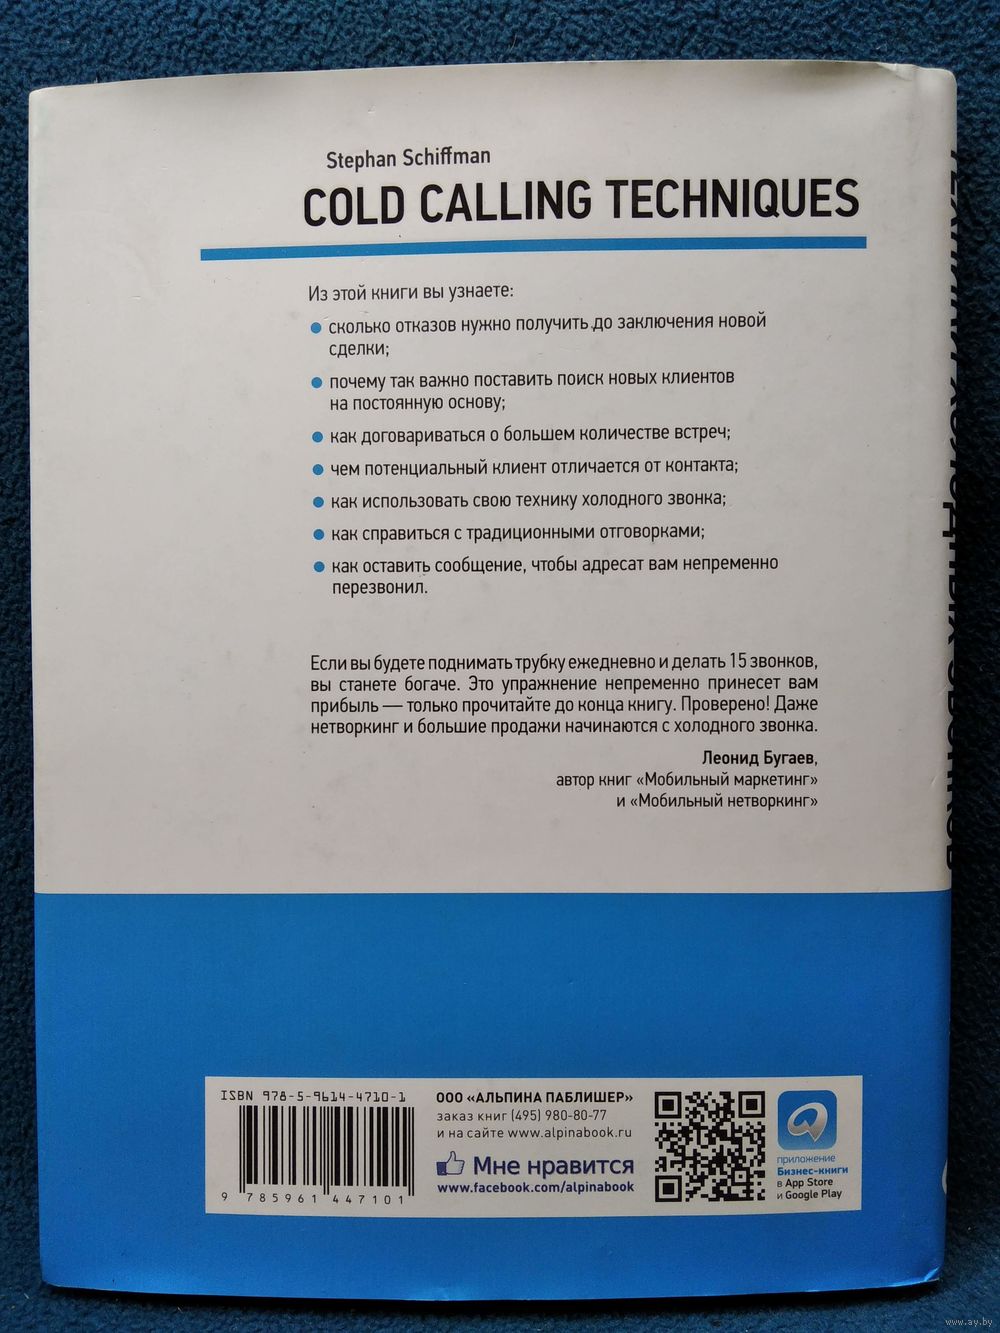 Stephan Schiffman
COLD CALLING TECHNIQUES
Из этой книги вы узнаете:
сколько отказов нужно получить до заключения новой
сделки;
почему так важно поставить поиск новых клиентов
на постоянную основу;
как договариваться о большем количестве встреч;
чем потенциальный клиент отличается от контакта;
как использовать свою технику холодного звонка;
как справиться с традиционными отговорками;
как оставить сообщение, чтобы адресат вам непременно
перезвонил.
Если вы будете поднимать трубку ежедневно и делать 15 звонков,
вы станете богаче. Это упражнение непременно принесет вам
прибыль — только прочитайте до конца книгу. Проверено! Даже
нетворкинг и большие продажи начинаются с холодного звонка.
Леонид Бугаев,
автор книг «Мобильный маркетинг»
и «Мобильный нетворкинг»
ISBN 978-5-9614-4710-1
9 785961 447101
ООО «АЛЬПИНА ПАБЛИШЕР»
заказ книг (495) 980-80-77
и на сайте www.alpinabook.ru
Мне нравится
www.facebook.com/alpinabook
приложение
Бизнес-книги
в App Store
и Google Play
ТЕХНИКИ ХОЛОДНЫХ ЗВОНКОВ
www.ay.by